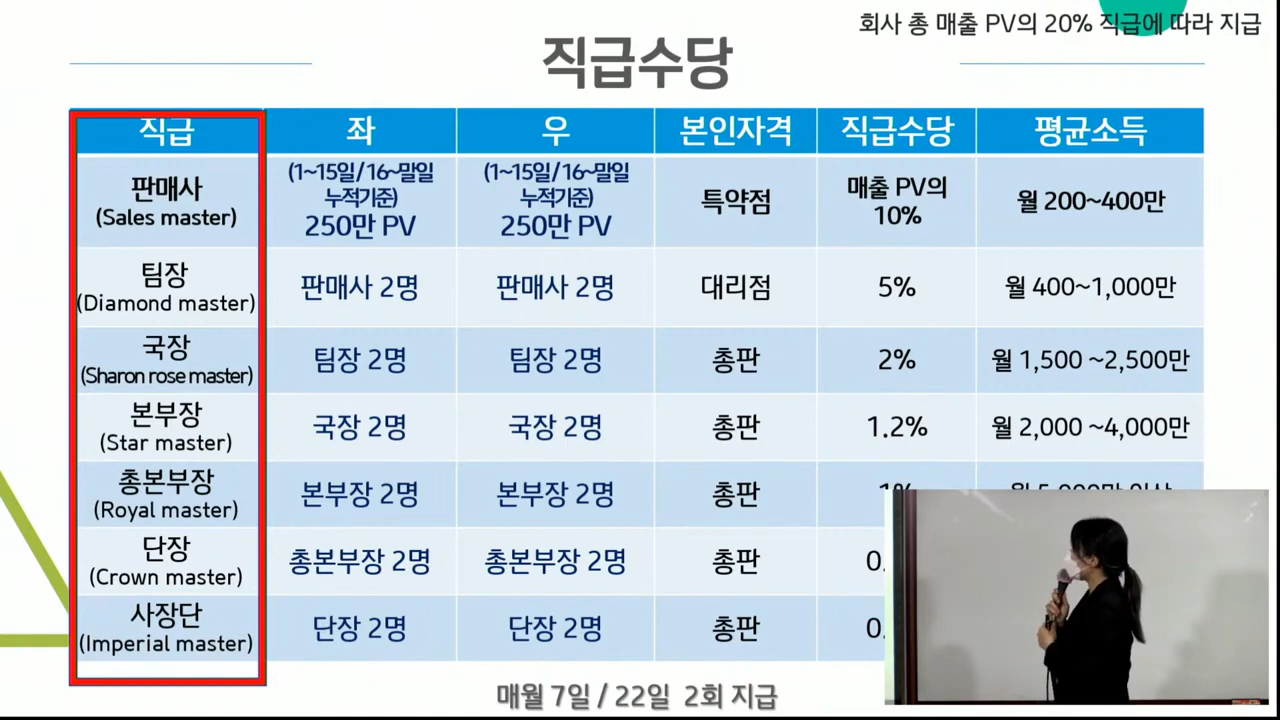 회사 총 매출 PV의 20% 직급에 따라 지급
직급수당
직급 좌 우 본인자격 직급수당 평균소득
판매사
(Sales master)
(1~15일/16~말일
누적기준)
250만 PV
(1~15일/16~말일
누적기준)
250만 PV
특약점
매출 PV의
10%
월 200~400만
팀장
(Diamond master)
판매사 2명 판매사 2명 대리점 5% 월 400~1,000만
국장
(Sharon rose master)
팀장 2명 팀장 2명 총판 2% 월 1,500 ~2,500만
본부장
(Star master)
국장 2명 국장 2명 총판 1.2% 월 2,000 ~4,000만
총본부장
(Royal master)
본부장 2명 본부장 2명 총판
단장
(Crown master)
총본부장 2명 총본부장 2명 총판
사장단
(Imperial master)
단장 2명 단장 2명 총판
매월 7일 / 22일 2회 지급